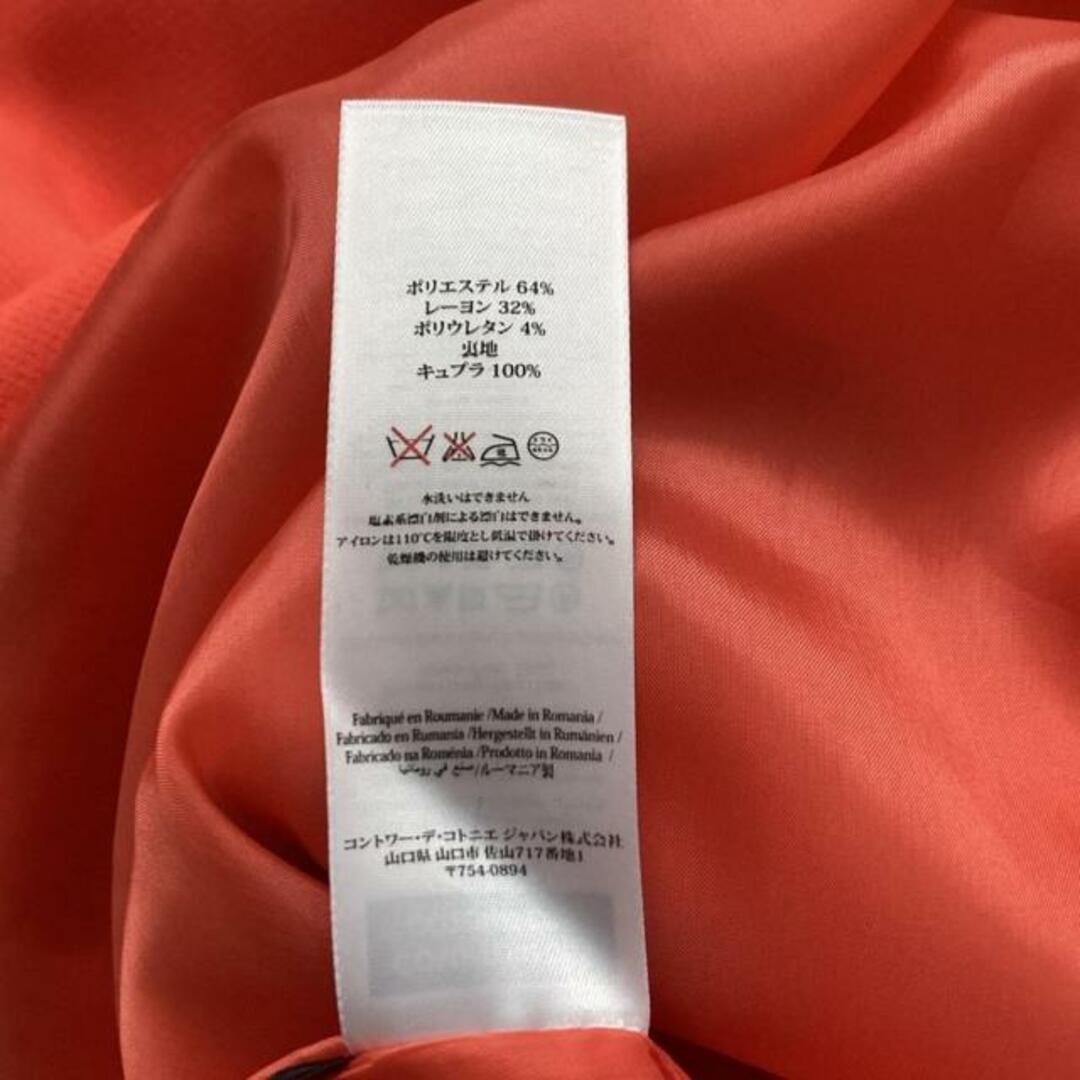 ポリエステル 64%
レーヨン 32%
ポリウレタン 4%
裏地
キュプラ 100%
水洗いはできません
塩素系漂白剤による漂白はできません。
アイロンは110℃を限度とし低温で掛けてください。
乾燥機の使用は避けてください。
Fabriqué en Roumanie /Made in Romania /
Fabricado en Rumania /Hergestellt in Rumänien /
Fabricado na Roménia /Prodotto in Romania /
صنع في رومانيا/ルーマニア製
コントワー・デ・コトニエ ジャパン株式会社
山口県 山口市 佐山717番地1
〒754-0894